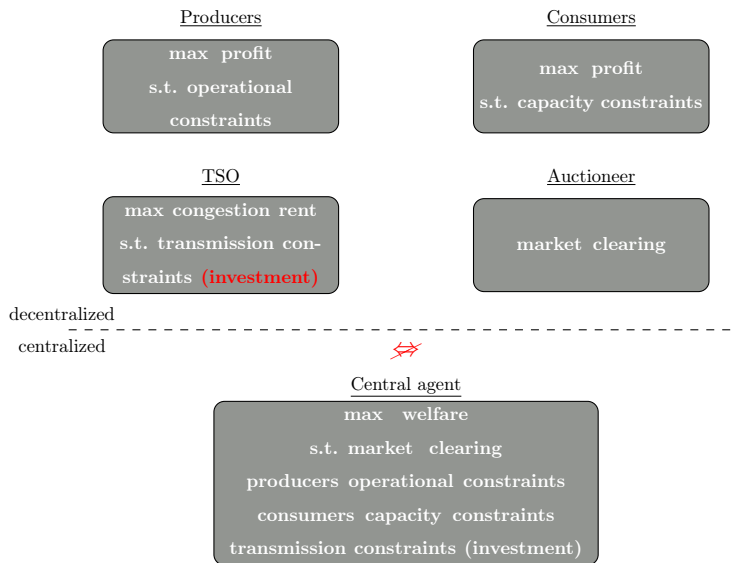 Producers
max profit
s.t. operational
constraints
Consumers
max profit
s.t. capacity constraints
TSO
max congestion rent
s.t. transmission con-
straints (investment)
Auctioneer
market clearing
decentralized
centralized
⇎
Central agent
max welfare
s.t. market clearing
producers operational constraints
consumers capacity constraints
transmission constraints (investment)